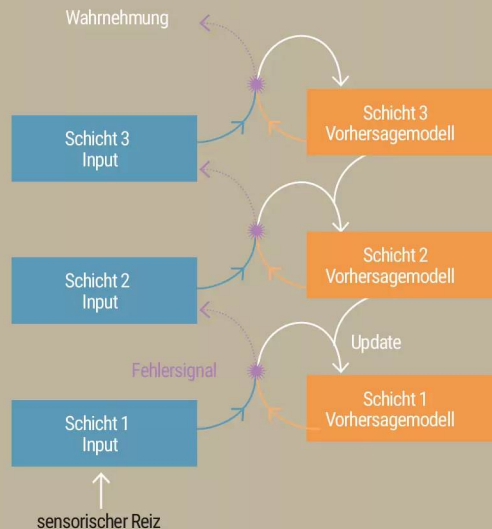 Wahrnehmung
Schicht 3
Input
Schicht 3
Vorhersagemodell
Schicht 2
Input
Schicht 2
Vorhersagemodell
Fehlersignal
Update
Schicht 1
Input
Schicht 1
Vorhersagemodell
sensorischer Reiz